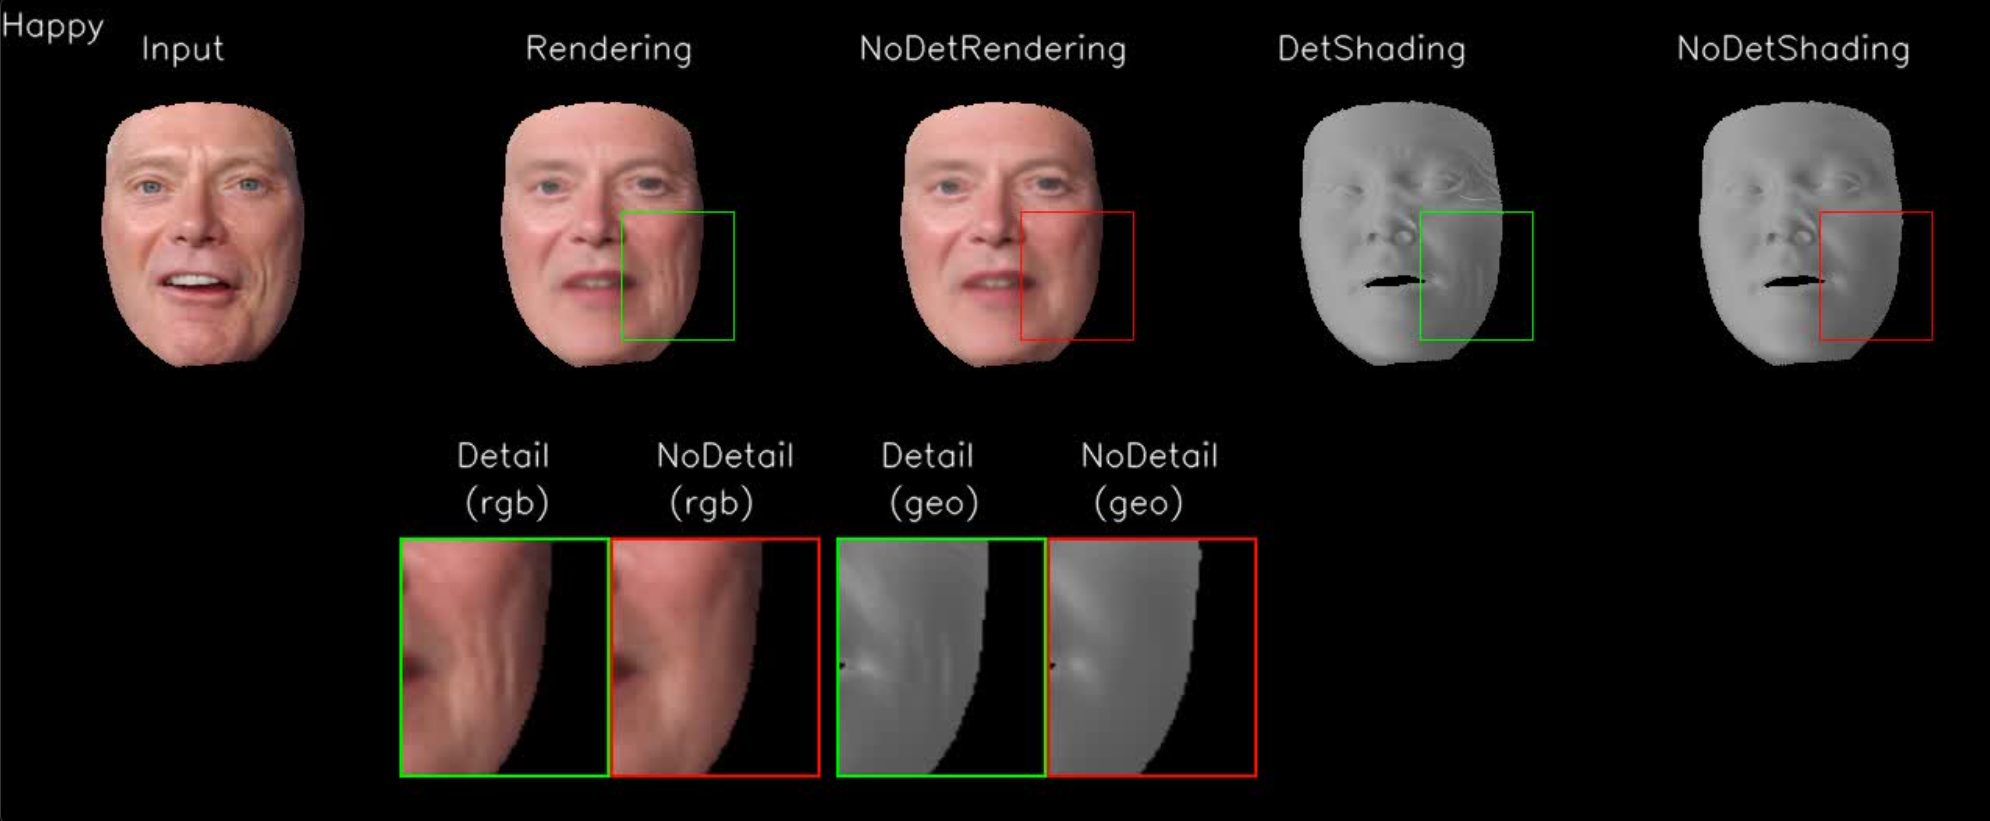 Happy
Input
Rendering
NoDetRendering
DetShading
NoDetShading
Detail
(rgb)
NoDetail
(rgb)
Detail
(geo)
NoDetail
(geo)